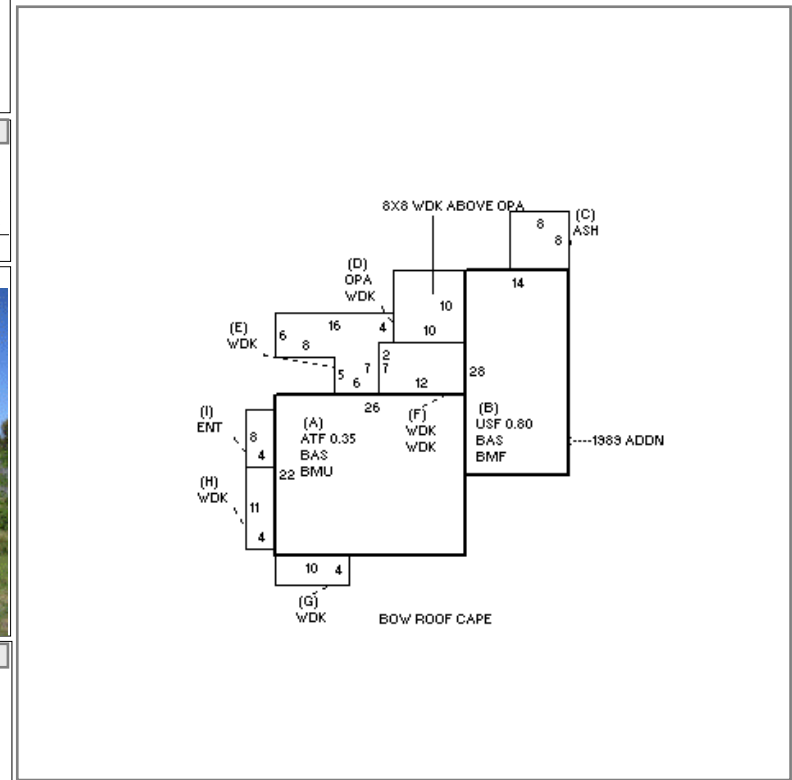 8X8 WDK ABOVE OPA
8
(C)
8
ASH
(D)
OPA
WDK
14
10
16
4
10
(E)
WDK
6
8
2
7
7
5
6
12
28
26
(I)
ENT
(A)
ATF 0.35
BAS
BMU
(F)
WDK
WDK
(B)
USF 0.80
BAS
BMF
1989 ADDN
8
4
22
(H)
WDK
11
4
10
4
(G)
WDK
BOW ROOF CAPE